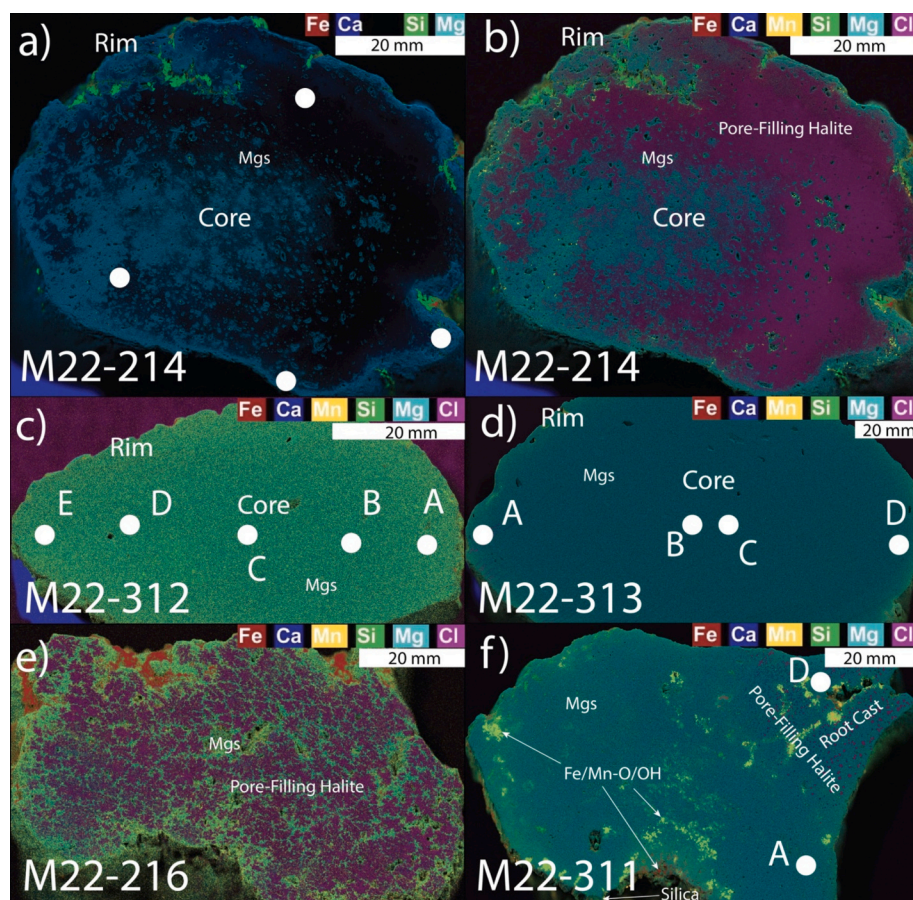 a)
Rim
Fe Ca Si Mg
20 mm
Mgs
Core
M22-214
b)
Rim
Fe Ca Mn Si Mg Cl
20 mm
Pore-Filling Halite
Mgs
Core
M22-214
c)
Rim
Fe Ca Mn Si Mg Cl
20 mm
E
D
Core
B
A
C
Mgs
M22-312
d)
Rim
Fe Ca Mn Si Mg Cl
20 mm
Mgs
Core
A
B
C
D
M22-313
e)
Fe Ca Mn Si Mg Cl
20 mm
Mgs
Pore-Filling Halite
M22-216
f)
Fe Ca Mn Si Mg Cl
20 mm
D
Mgs
Pore-Filling Halite
Root Cast
Fe/Mn-O/OH
A
M22-311
Silica